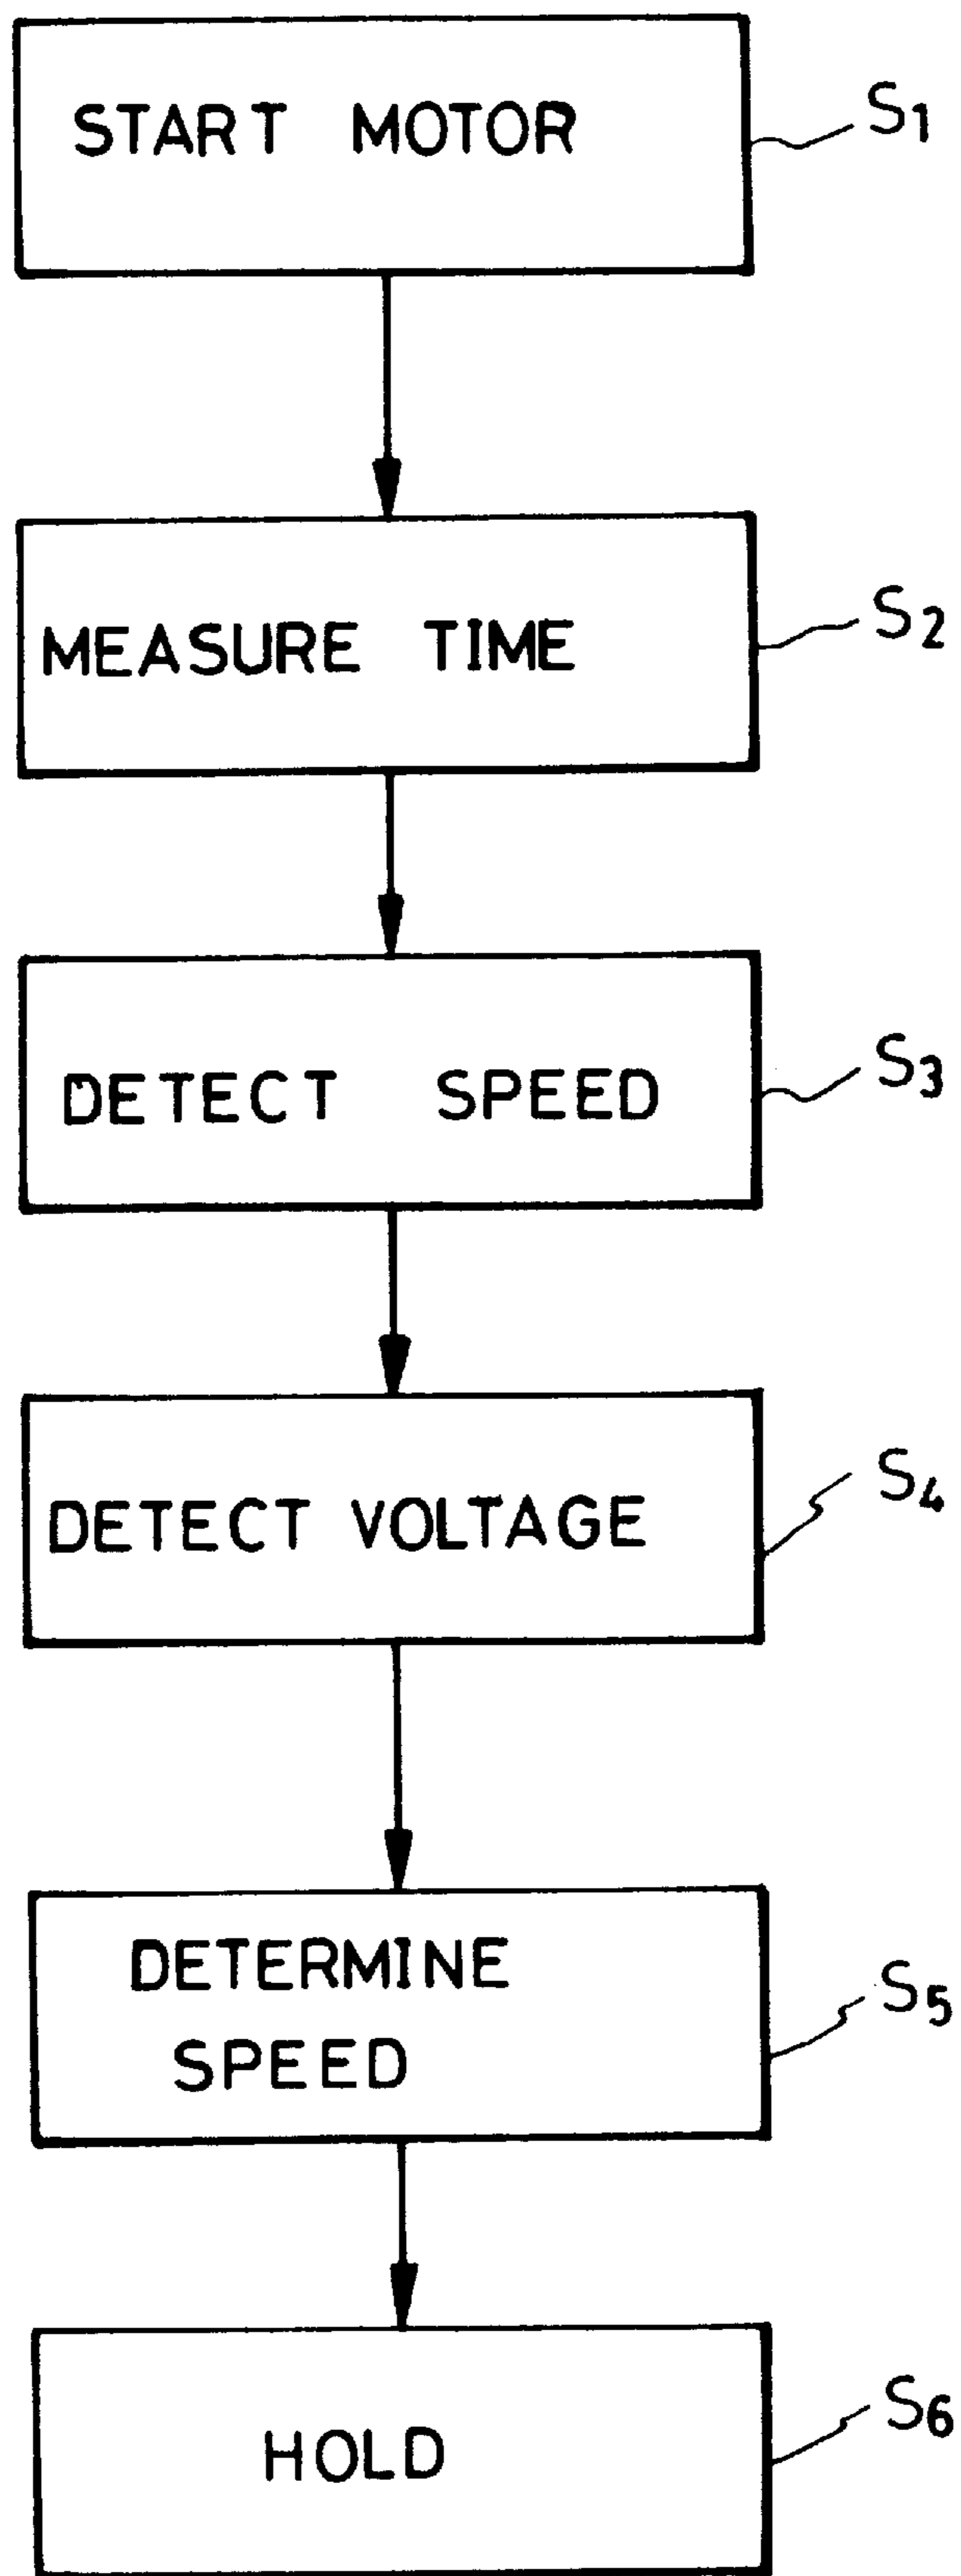 START MOTOR
S1
MEASURE TIME
S2
DETECT SPEED
S3
DETECT VOLTAGE
S4
DETERMINE
SPEED
S5
HOLD
S6